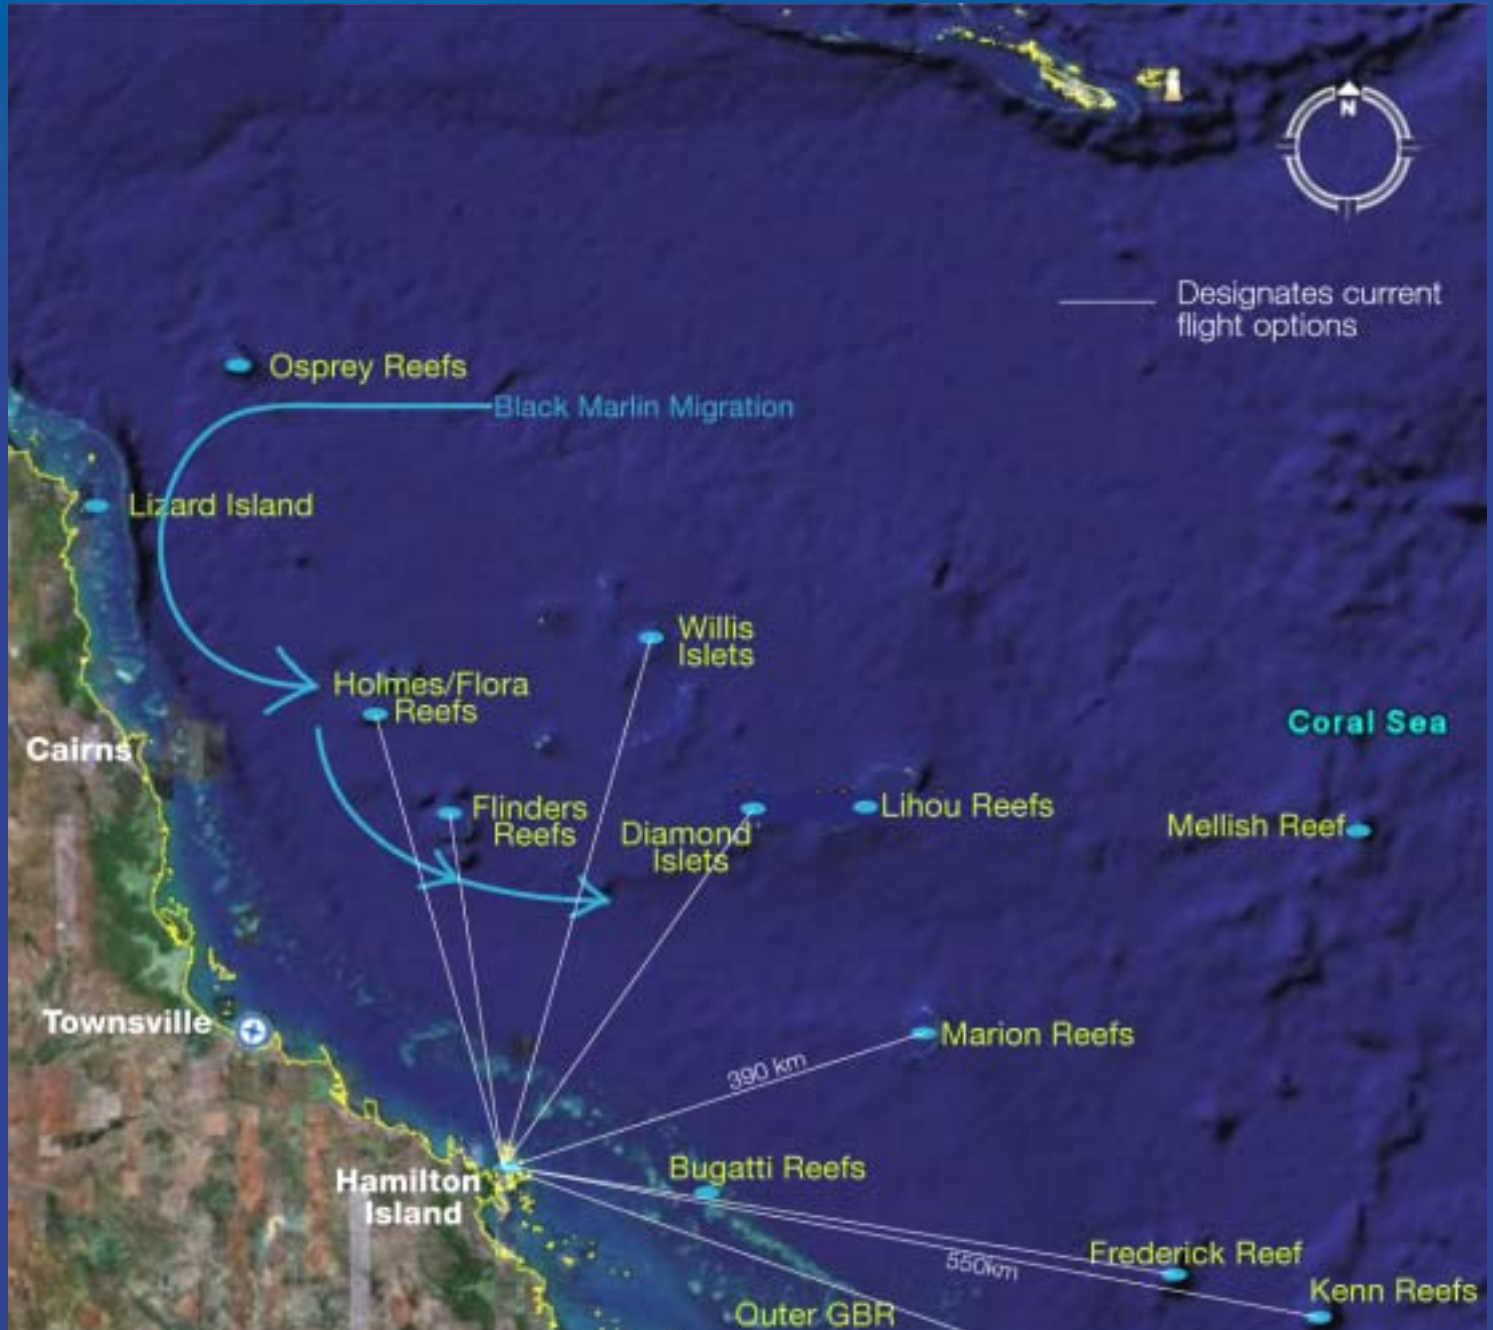 N
Designates current
flight options
Osprey Reefs
Black Marlin Migration
Lizard Island
Willis
Islets
Holmes/Flora
Reefs
Coral Sea
Cairns
Flinders
Reefs
Diamond
Islets
Lihou Reefs
Mellish Reef
Townsville
Marion Reefs
390 km
Hamilton
Island
Bugatti Reefs
Frederick Reef
550km
Kenn Reefs
Outer GBR